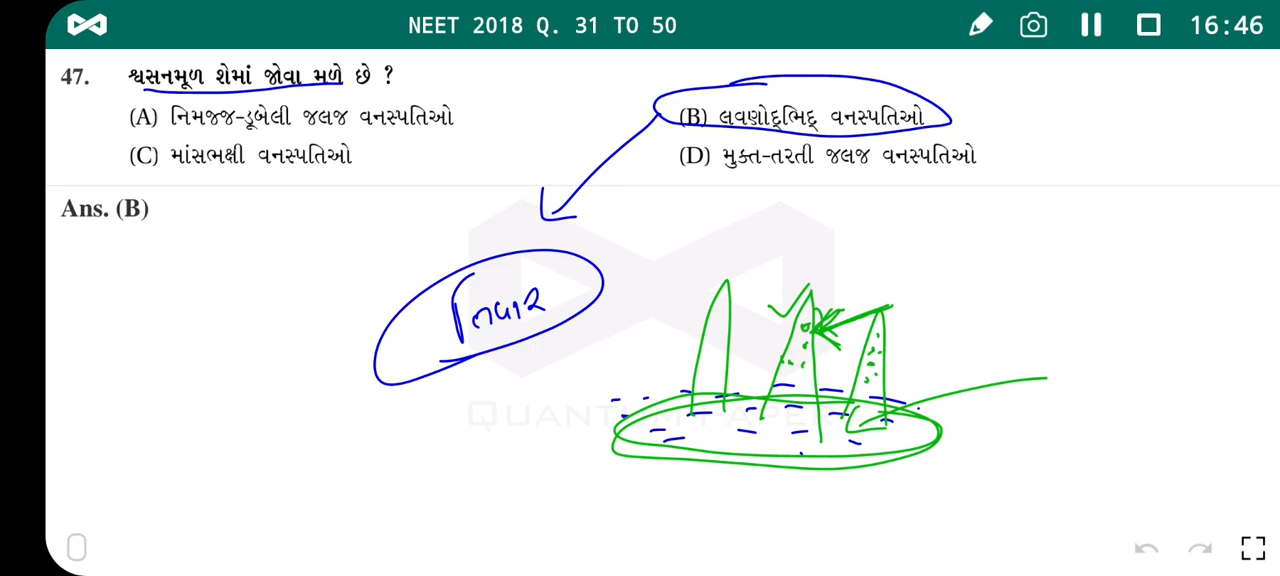 NEET 2018 Q. 31 TO 50
16:46
47. શ્વસનમૂળ શેમાં જોવા મળે છે ?
(A) નિમજ્જ-ડૂબેલી જલજ વનસ્પતિઓ
(B) લવણોદ્ભિદ્ વનસ્પતિઓ
(C) માંસભક્ષી વનસ્પતિઓ
(D) મુક્ત-તરતી જલજ વનસ્પતિઓ
Ans. (B)